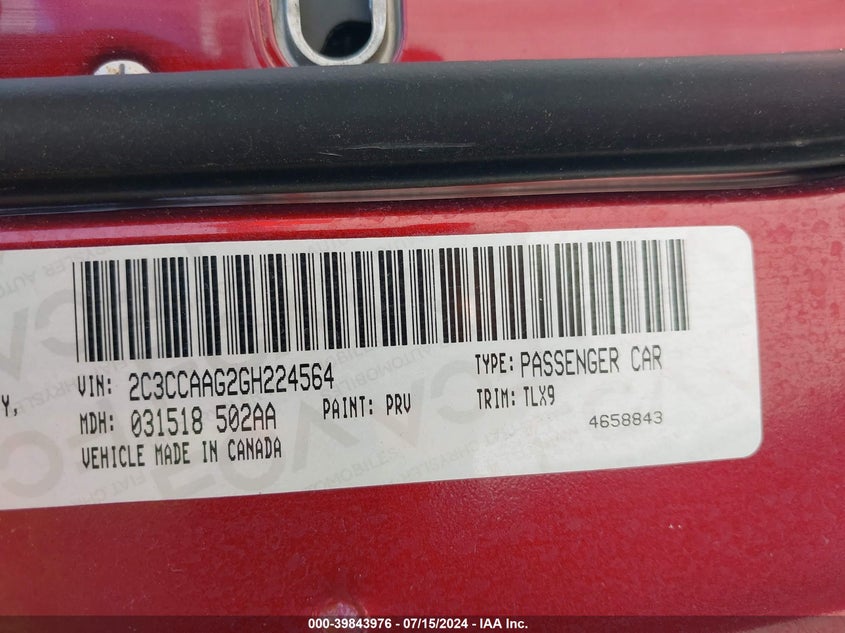 VIN: 2C3CCAAG2GH224564
TYPE: PASSENGER CAR
Y,
MDH: 031518 502AA
PAINT: PRV
TRIM: TLX9
VEHICLE MADE IN CANADA
4658843
000-39843976 - 07/15/2024 - IAA Inc.